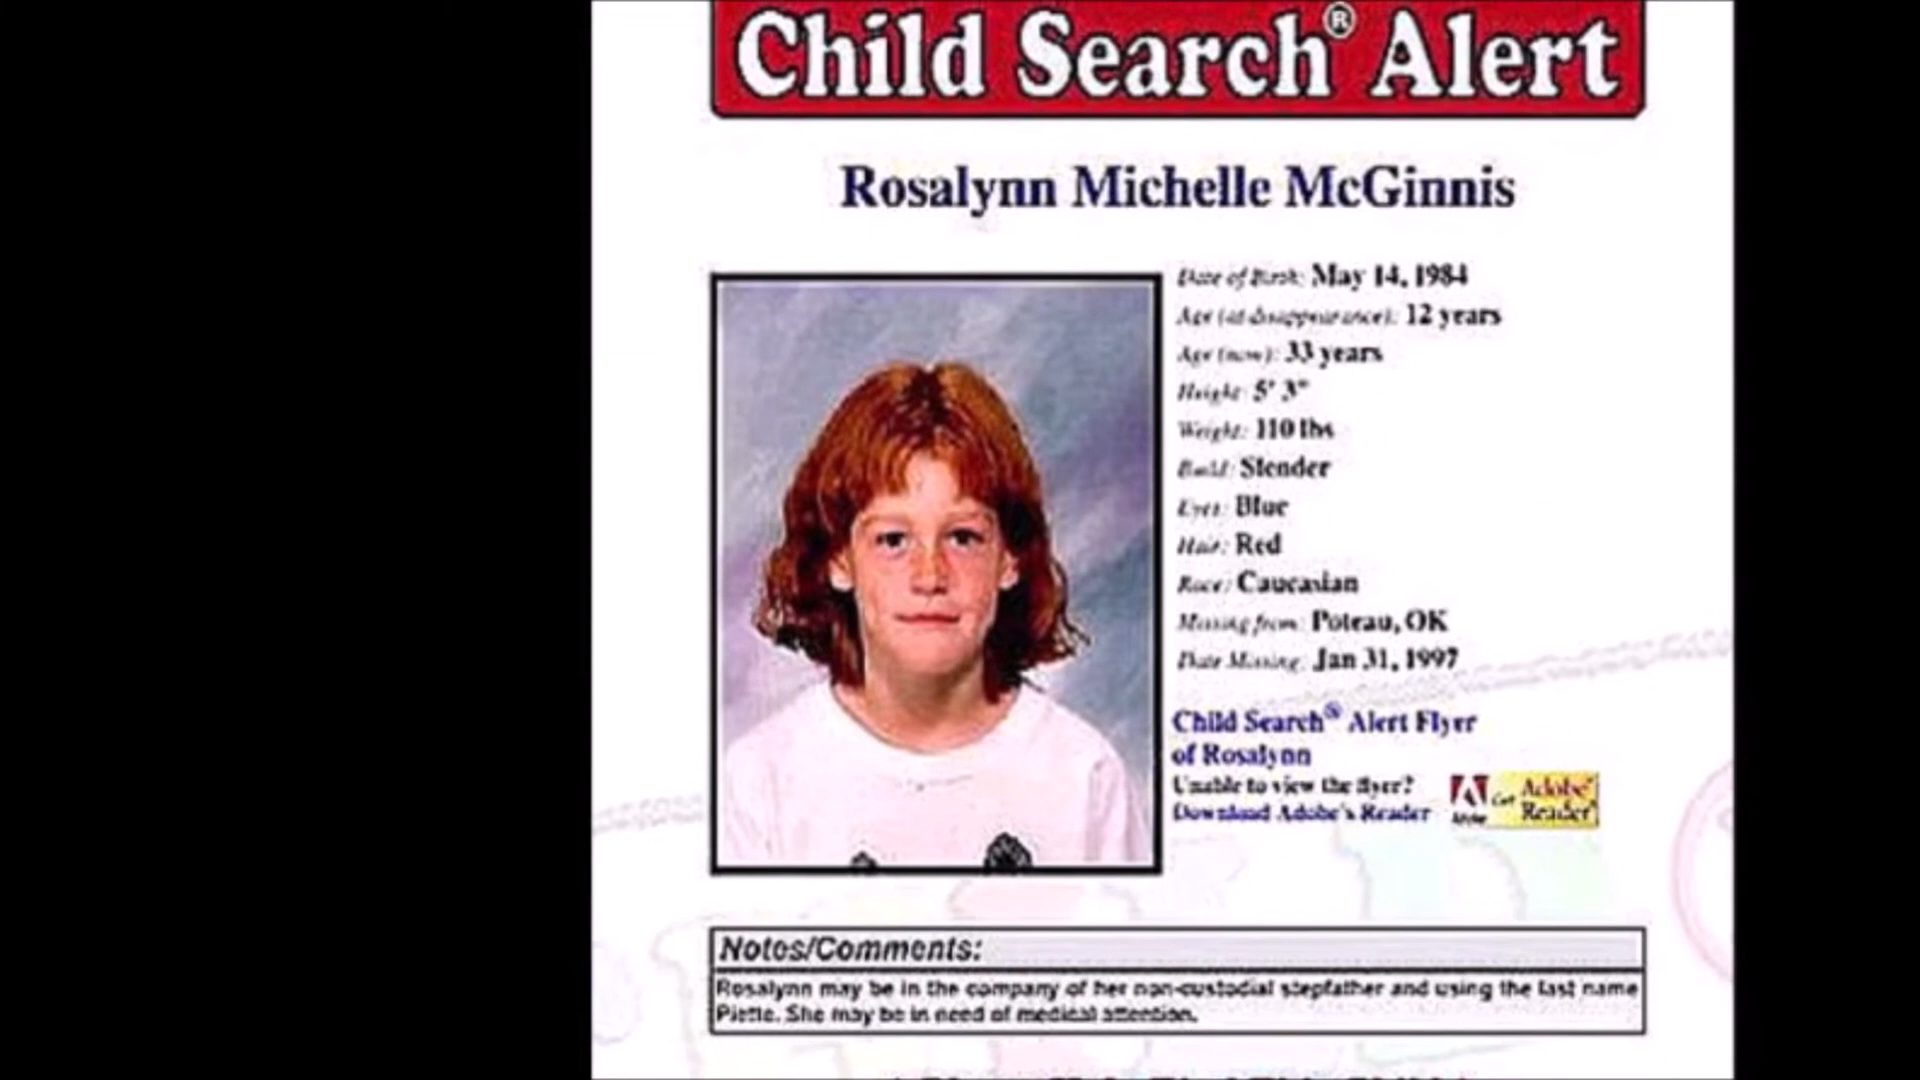 Child Search® Alert
Rosalynn Michelle McGinnis
Date of Birth: May 14, 1984
Age (at disappearance): 12 years
Age (now): 33 years
Height: 5' 3"
Weight: 110 lbs
Build: Slender
Eyes: Blue
Hair: Red
Race: Caucasian
Missing from: Poteau, OK
Date Missing: Jan 31, 1997
Child Search® Alert Flyer
of Rosalynn
Unable to view the flyer?
Download Adobe's Reader
Get Adobe®
Reader
Notes/Comments:
Rosalynn may be in the company of her non-custodial stepfather and using the last name
Piette. She may be in need of medical attention.